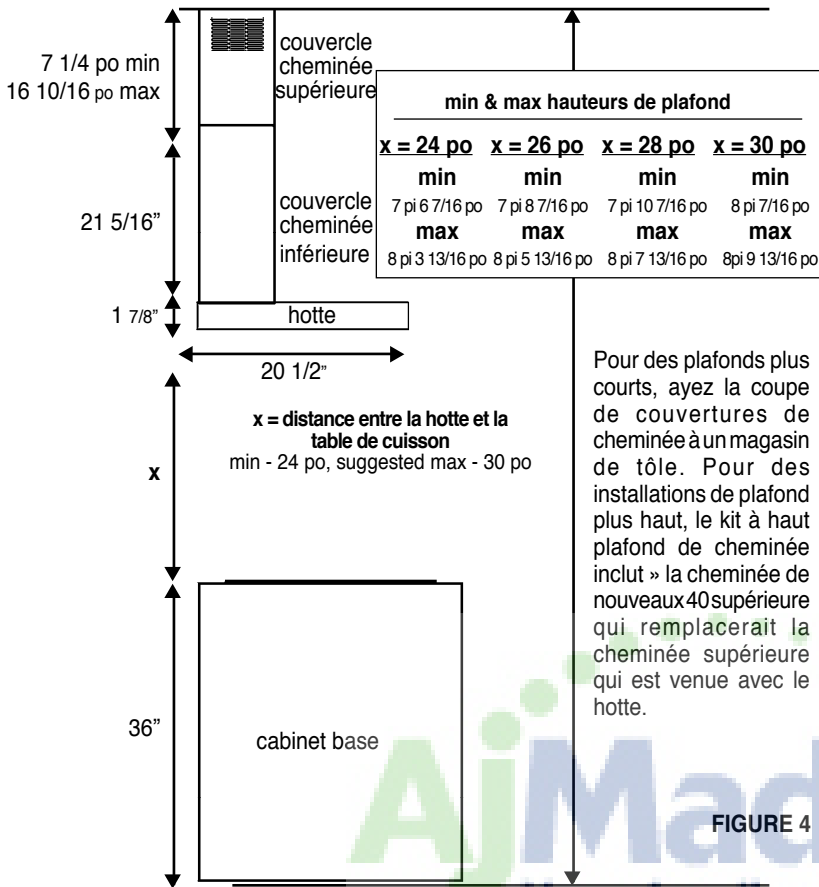 7 1/4 po min
16 10/16 po max
couvercle
cheminée
supérieure
min & max hauteurs de plafond
x = 24 po x = 26 po x = 28 po x = 30 po
min min min min
7 pi 6 7/16 po 7 pi 8 7/16 po 7 pi 10 7/16 po 8 pi 7/16 po
max max max max
8 pi 3 13/16 po 8 pi 5 13/16 po 8 pi 7 13/16 po 8pi 9 13/16 po
21 5/16”
couvercle
cheminée
inférieure
1 7/8”
hotte
20 1/2”
x = distance entre la hotte et la
table de cuisson
min - 24 po, suggested max - 30 po
x
Pour des plafonds plus
courts, ayez la coupe
de couvertures de
cheminée à un magasin
de tôle. Pour des
installations de plafond
plus haut, le kit à haut
plafond de cheminée
inclut » la cheminée de
nouveaux 40 supérieure
qui remplacerait la
cheminée supérieure
qui est venue avec le
hotte.
36”
cabinet base
AjMad
FIGURE 4